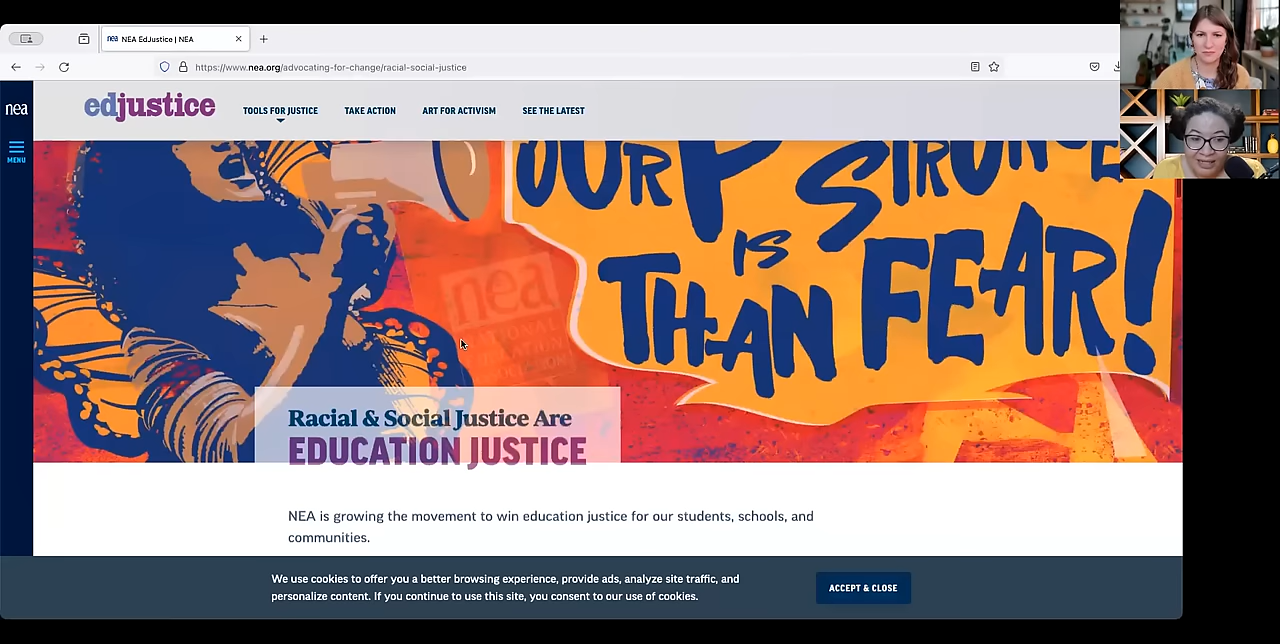 nea NEA EdJustice | NEA
https://www.nea.org/advocating-for-change/racial-social-justice
nea
MENU
edjustice
TOOLS FOR JUSTICE
TAKE ACTION
ART FOR ACTIVISM
SEE THE LATEST
OUR
IS
THAN FEAR!
nea
Racial & Social Justice Are
EDUCATION JUSTICE
NEA is growing the movement to win education justice for our students, schools, and
communities.
We use cookies to offer you a better browsing experience, provide ads, analyze site traffic, and
personalize content. If you continue to use this site, you consent to our use of cookies.
ACCEPT & CLOSE